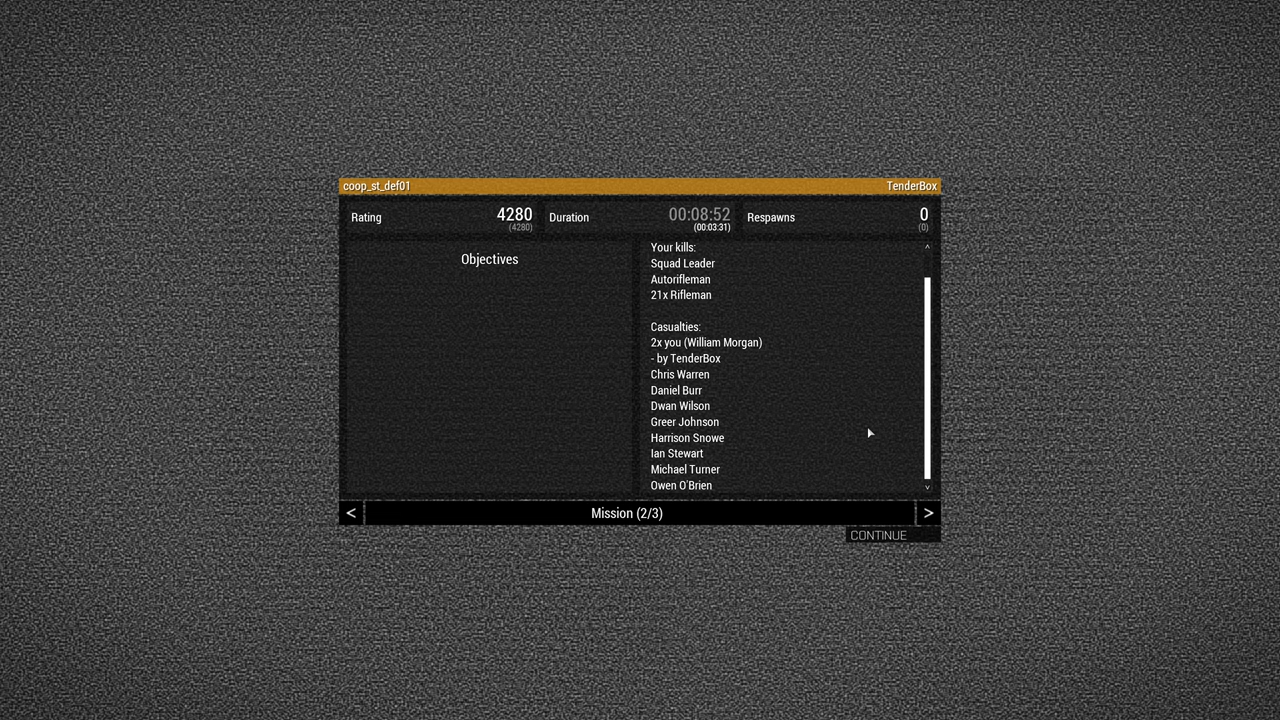 coop_st_def01 TenderBox
Rating 4280 Duration 00:08:52 Respawns 0
(4280) (00:03:31) (0)
Objectives
Your kills:
Squad Leader
Autorifleman
21x Rifleman
Casualties:
2x you (William Morgan)
- by TenderBox
Chris Warren
Daniel Burr
Dwan Wilson
Greer Johnson
Harrison Snowe
Ian Stewart
Michael Turner
Owen O'Brien
< Mission (2/3) >
CONTINUE